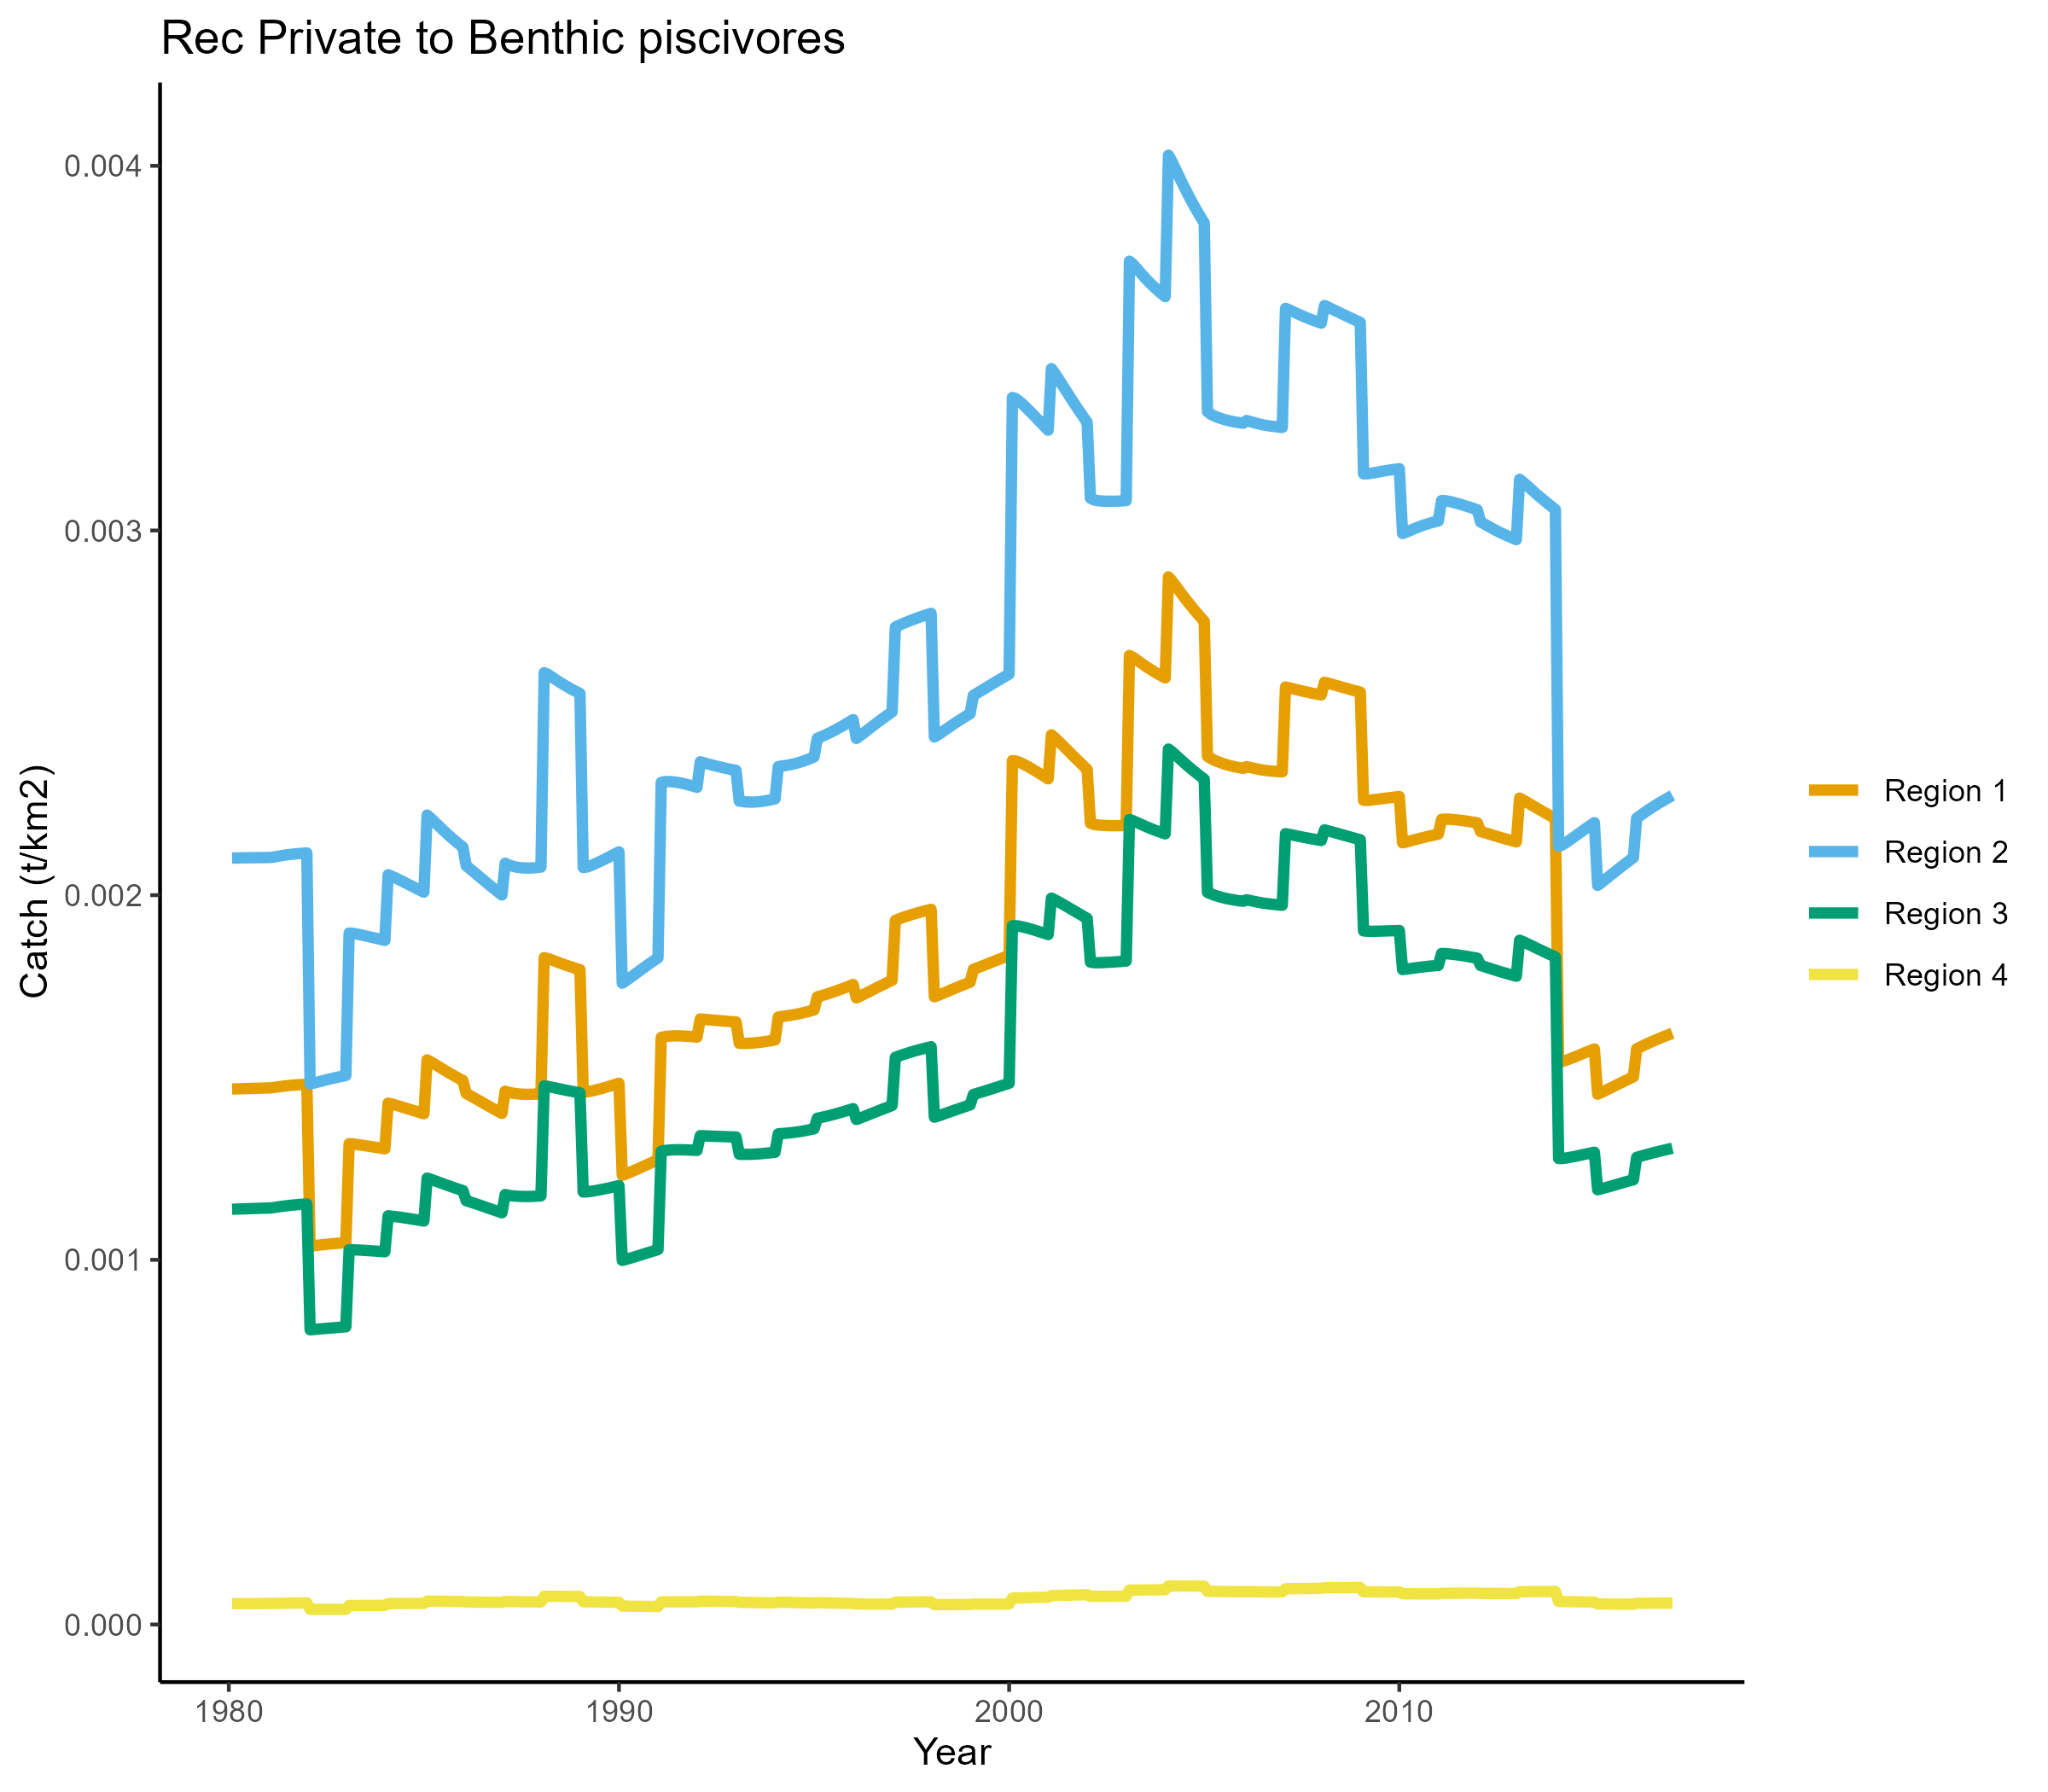 Rec Private to Benthic piscivores
Catch (t/km2)
0.004
0.003
0.002
0.001
0.000
1980
1990
2000
2010
Year
Region 1
Region 2
Region 3
Region 4